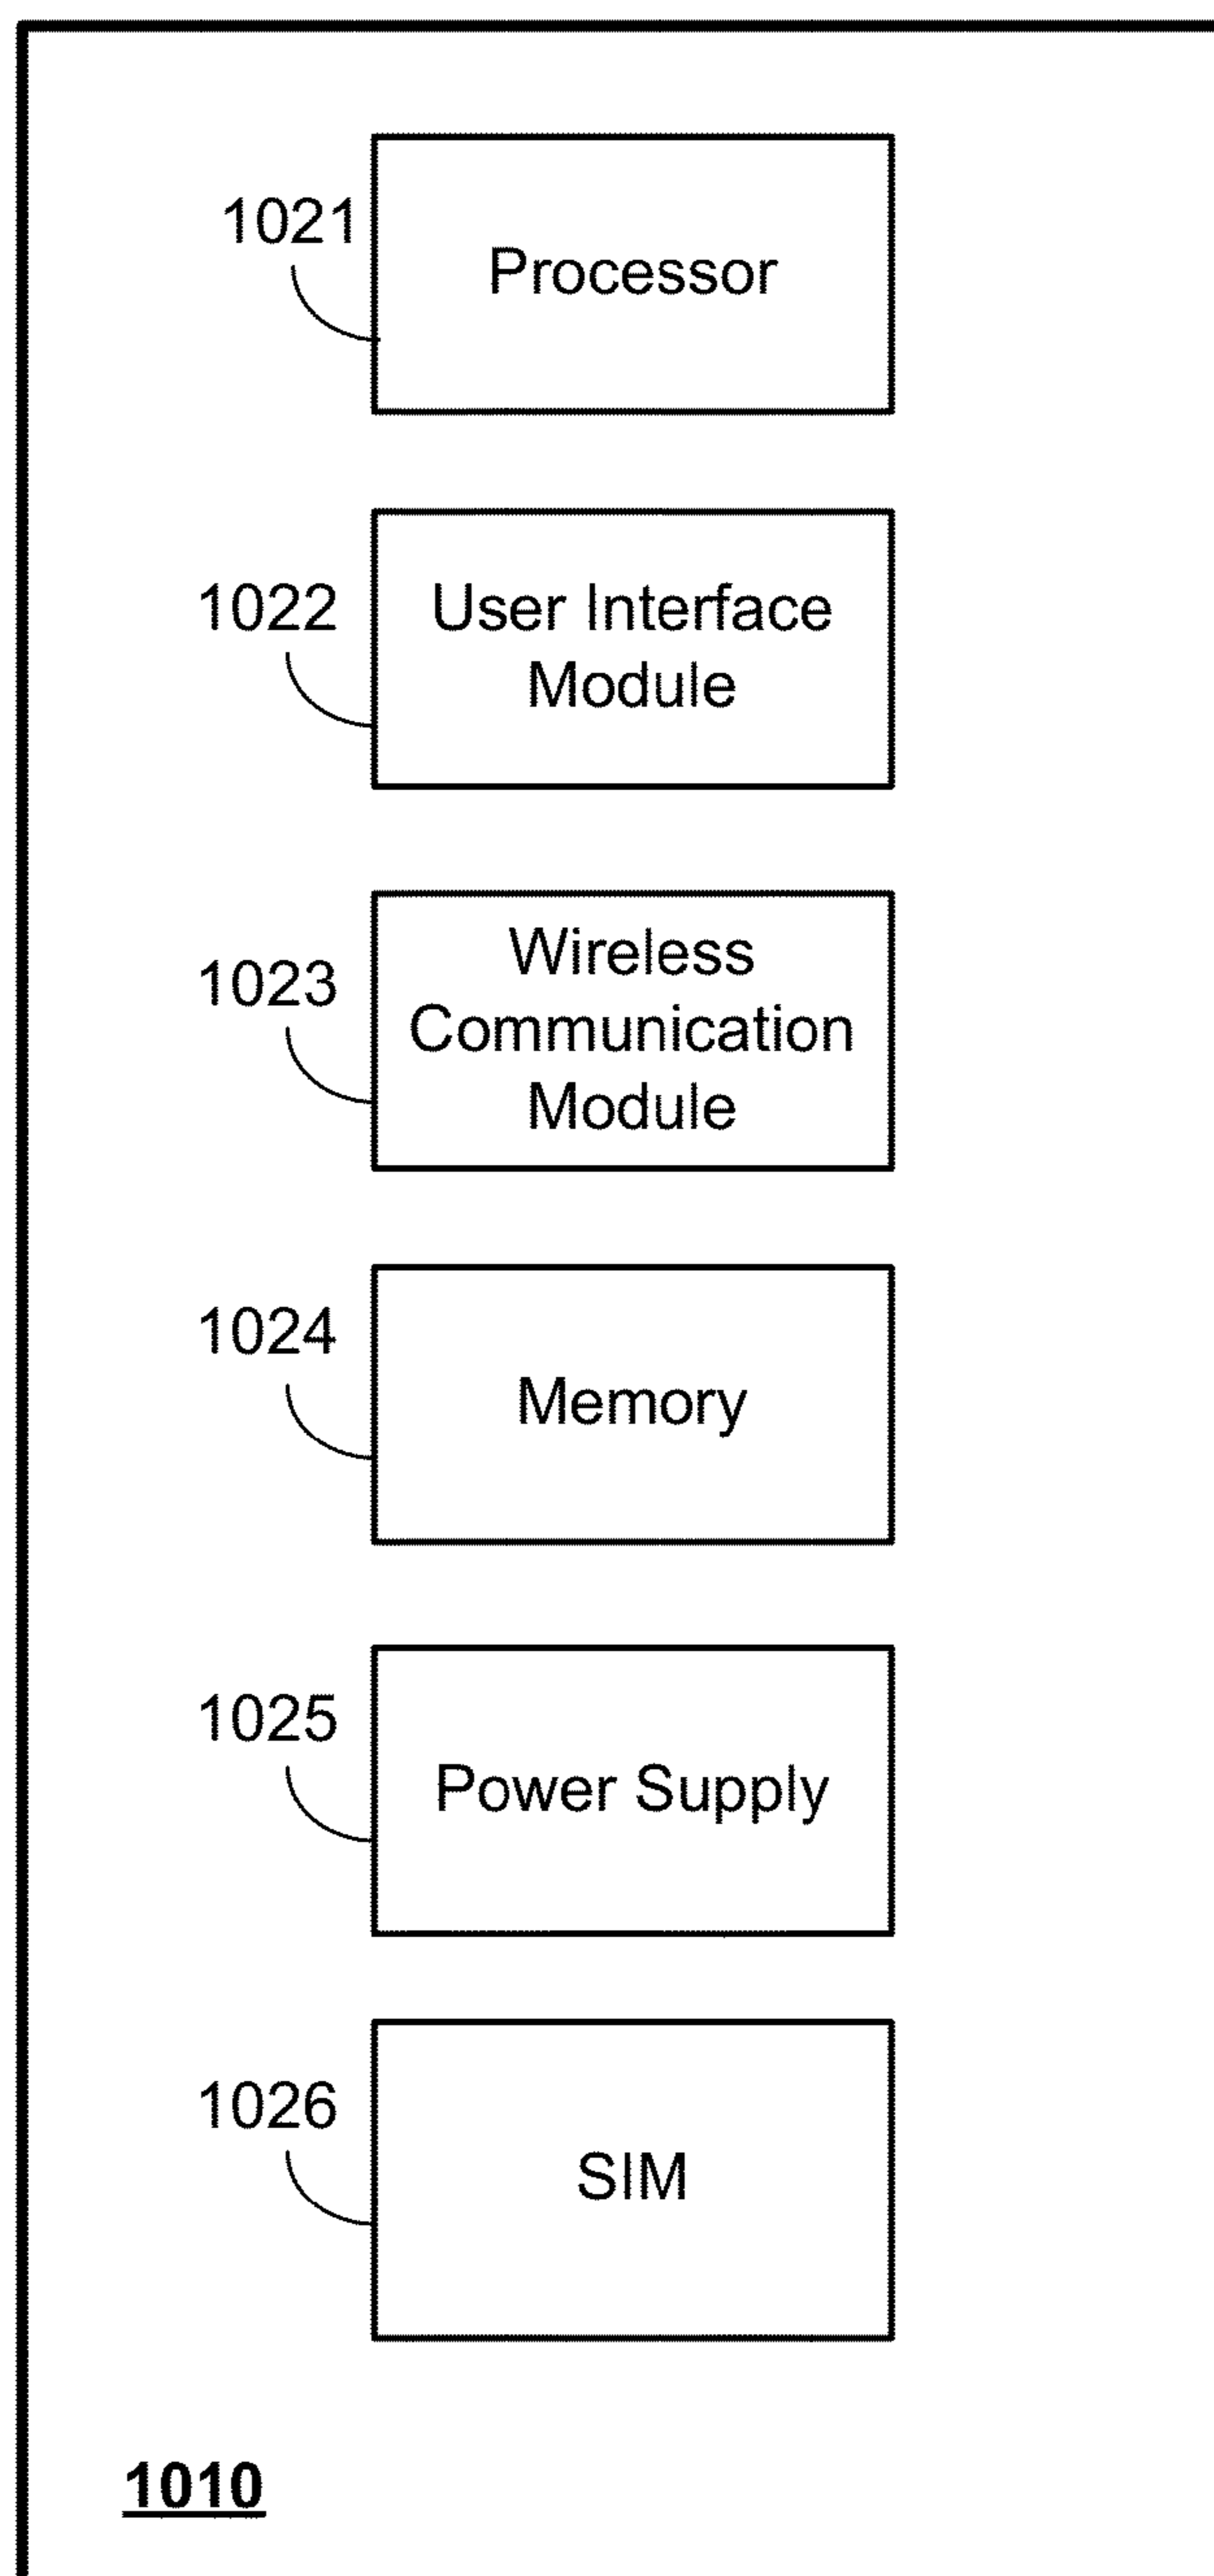 1021
Processor
1022
User Interface
Module
1023
Wireless
Communication
Module
1024
Memory
1025
Power Supply
1026
SIM
1010